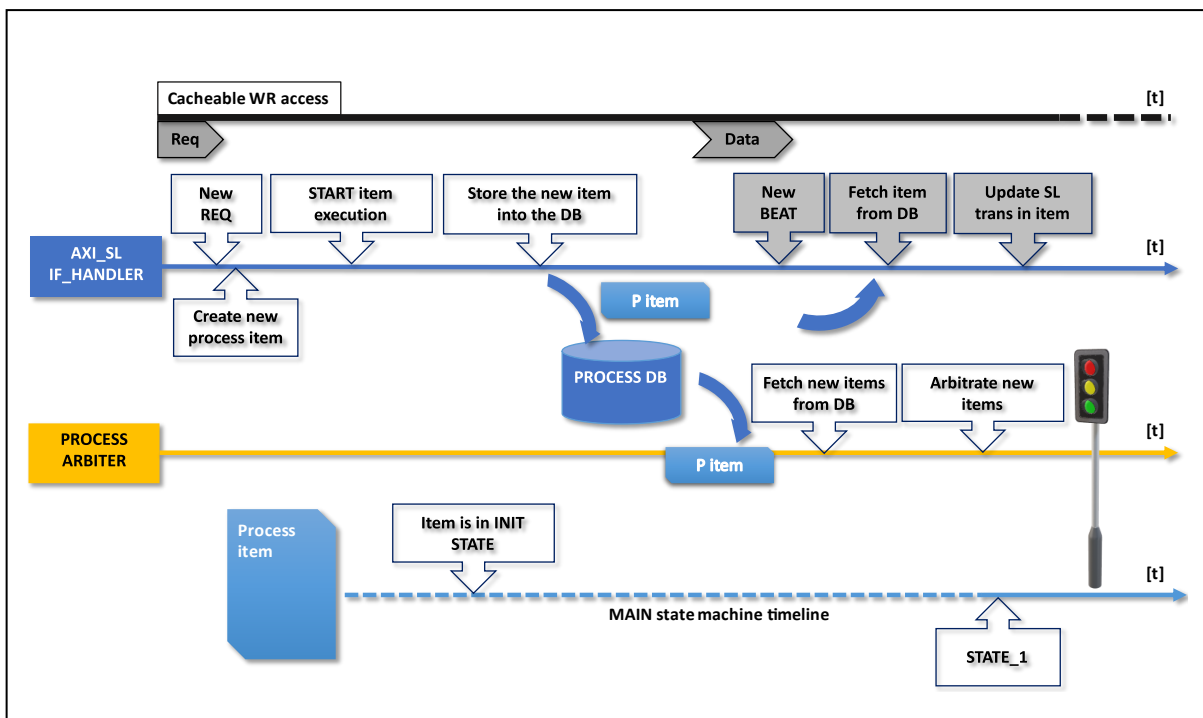 Cacheable WR access
[t]
Req
Data
New
REQ
START item
execution
Store the new item
into the DB
New
BEAT
Fetch item
from DB
Update SL
trans in item
AXI_SL
IF_HANDLER
[t]
Create new
process item
P item
PROCESS DB
Fetch new items
from DB
Arbitrate new
items
PROCESS
ARBITER
[t]
P item
Process
item
Item is in INIT
STATE
[t]
MAIN state machine timeline
STATE_1